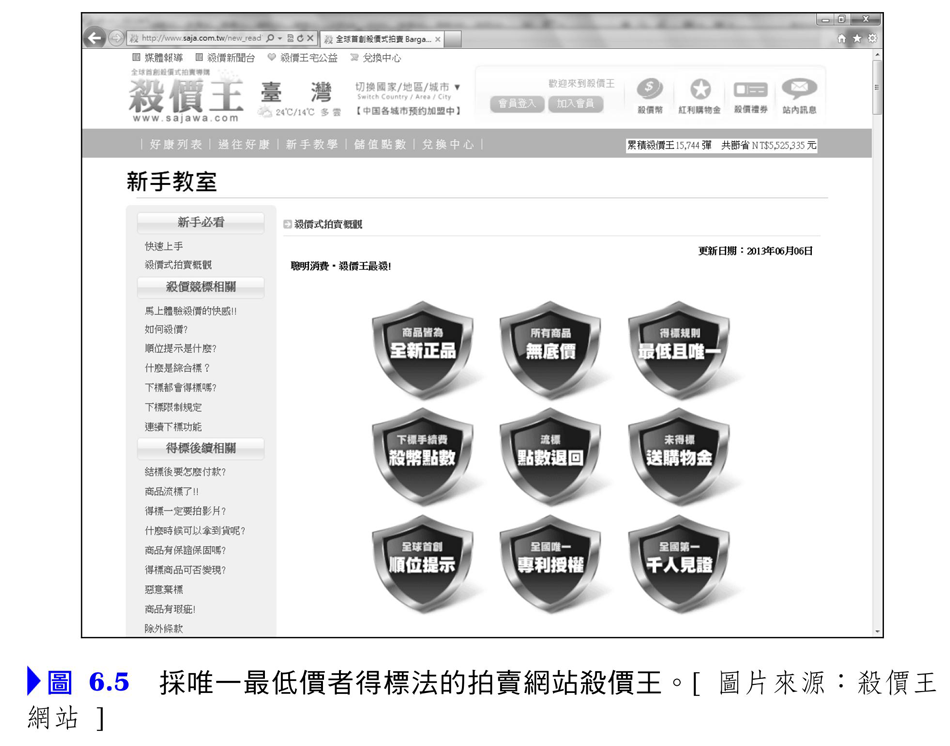 http://www.saja.com.tw/new_read
全球首創殺價式拍賣 Barga...
媒體報導 殺價新聞台 殺價王宅公益 兌換中心
全球首創殺價式拍賣導購
殺價王
www.sajawa.com
臺灣
24℃/14℃ 多雲
切換國家/地區/城市 ▼
Switch Country / Area / City
【中国各城市预约加盟中】
歡迎來到殺價王
會員登入 加入會員
殺價幣 紅利購物金 殺價禮券 站內訊息
| 好康列表 | 過往好康 | 新手教學 | 儲值點數 | 兌換中心 |
累積殺價王15,744 彈 共節省 NT$5,525,335 元
新手教室
新手必看
快速上手
殺價式拍賣概觀
殺價競標相關
馬上體驗殺價的快感!!
如何殺價?
順位提示是什麼?
什麼是綜合標?
下標都會得標嗎?
下標限制規定
連續下標功能
得標後續相關
結標後要怎麼付款?
商品流標了!!
得標一定要拍影片?
什麼時候可以拿到貨呢?
商品有保證保固嗎?
得標商品可否變現?
惡意棄標
商品有瑕疵!
除外條款
殺價式拍賣概觀
更新日期:2013年06月06日
聰明消費‧殺價王最殺!
商品皆為
全新正品
所有商品
無底價
得標規則
最低且唯一
下標手續費
殺幣點數
流標
點數退回
未得標
送購物金
全球首創
順位提示
全國唯一
專利授權
全國第一
千人見證
圖 6.5 採唯一最低價者得標法的拍賣網站殺價王。[ 圖片來源:殺價王
網站 ]